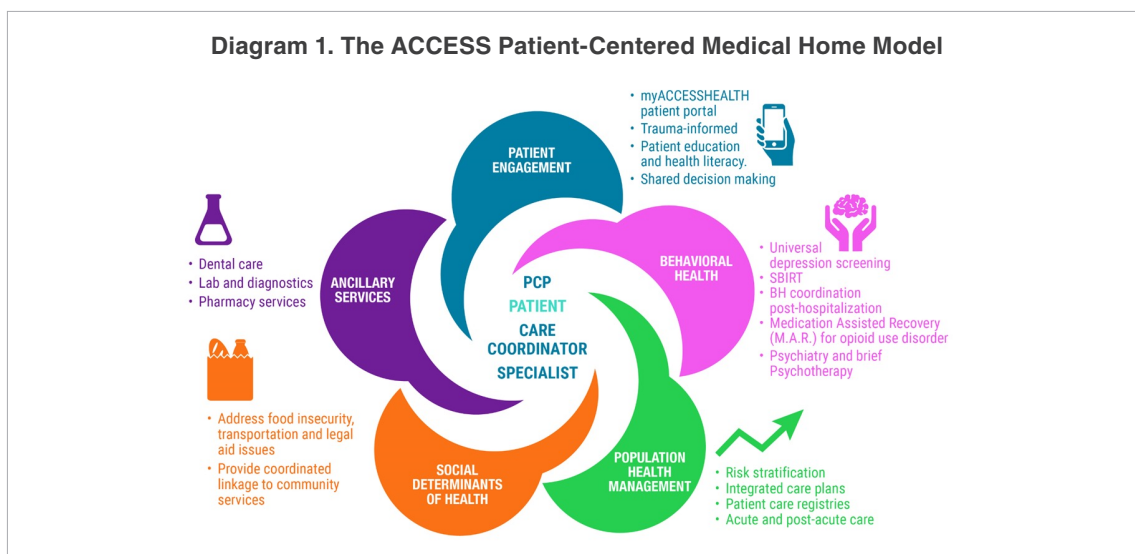 Diagram 1. The ACCESS Patient-Centered Medical Home Model
PATIENT
ENGAGEMENT
• myACCESSHEALTH
patient portal
• Trauma-informed
• Patient education
and health literacy.
• Shared decision making
BEHAVIORAL
HEALTH
• Universal
depression screening
• SBIRT
• BH coordination
post-hospitalization
• Medication Assisted Recovery
(M.A.R.) for opioid use disorder
• Psychiatry and brief
Psychotherapy
ANCILLARY
SERVICES
• Dental care
• Lab and diagnostics
• Pharmacy services
PCP
PATIENT
CARE
COORDINATOR
SPECIALIST
SOCIAL
DETERMINANTS
OF HEALTH
• Address food insecurity,
transportation and legal
aid issues
• Provide coordinated
linkage to community
services
POPULATION
HEALTH
MANAGEMENT
• Risk stratification
• Integrated care plans
• Patient care registries
• Acute and post-acute care